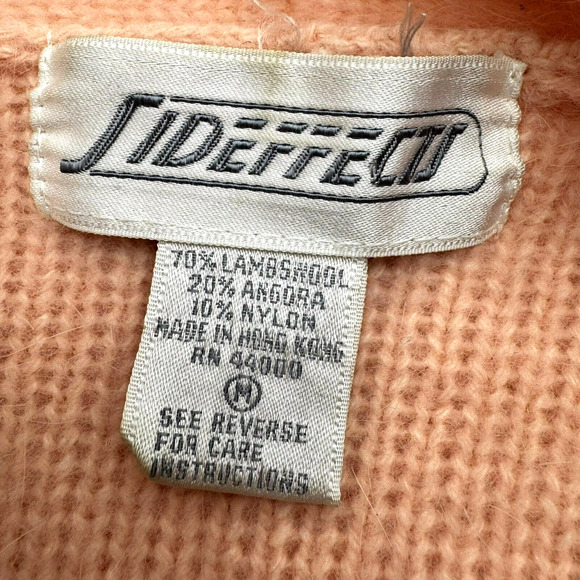 SIDEFFECTS
70% LAMBSWOOL
20% ANGORA
10% NYLON
MADE IN HONG KONG
RN 44000
M
SEE REVERSE
FOR CARE
INSTRUCTIONS